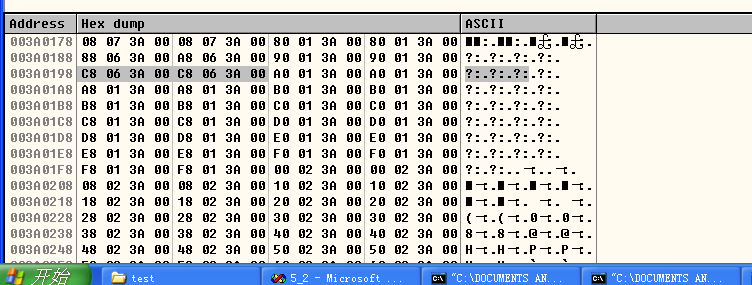 Address Hex dump ASCII
003A0178 08 07 3A 00 08 07 3A 00 80 01 3A 00 80 01 3A 00
003A0188 88 06 3A 00 A8 06 3A 00 90 01 3A 00 90 01 3A 00 ?:.?:.?:.?:.
003A0198 C8 06 3A 00 C8 06 3A 00 A0 01 3A 00 A0 01 3A 00 ?:.?:.?:.?:.
003A01A8 A8 01 3A 00 A8 01 3A 00 B0 01 3A 00 B0 01 3A 00 ?:.?:.?:.?:.
003A01B8 B8 01 3A 00 B8 01 3A 00 C0 01 3A 00 C0 01 3A 00 ?:.?:.?:.?:.
003A01C8 C8 01 3A 00 C8 01 3A 00 D0 01 3A 00 D0 01 3A 00 ?:.?:.?:.?:.
003A01D8 D8 01 3A 00 D8 01 3A 00 E0 01 3A 00 E0 01 3A 00 ?:.?:.?:.?:.
003A01E8 E8 01 3A 00 E8 01 3A 00 F0 01 3A 00 F0 01 3A 00 ?:.?:.?:.?:.
003A01F8 F8 01 3A 00 F8 01 3A 00 00 02 3A 00 00 02 3A 00 ?:.?:..¬:..¬:.
003A0208 08 02 3A 00 08 02 3A 00 10 02 3A 00 10 02 3A 00
003A0218 18 02 3A 00 18 02 3A 00 20 02 3A 00 20 02 3A 00
003A0228 28 02 3A 00 28 02 3A 00 30 02 3A 00 30 02 3A 00 (¬:.(¬:.0¬:.0¬:.
003A0238 38 02 3A 00 38 02 3A 00 40 02 3A 00 40 02 3A 00 8¬:.8¬:.@¬:.@¬:.
003A0248 48 02 3A 00 48 02 3A 00 50 02 3A 00 50 02 3A 00 H¬:.H¬:.P¬:.P¬:.
开始 test 5_2 - Microsoft ... "C:\DOCUMENTS AN... "C:\DOCUMENTS AN...